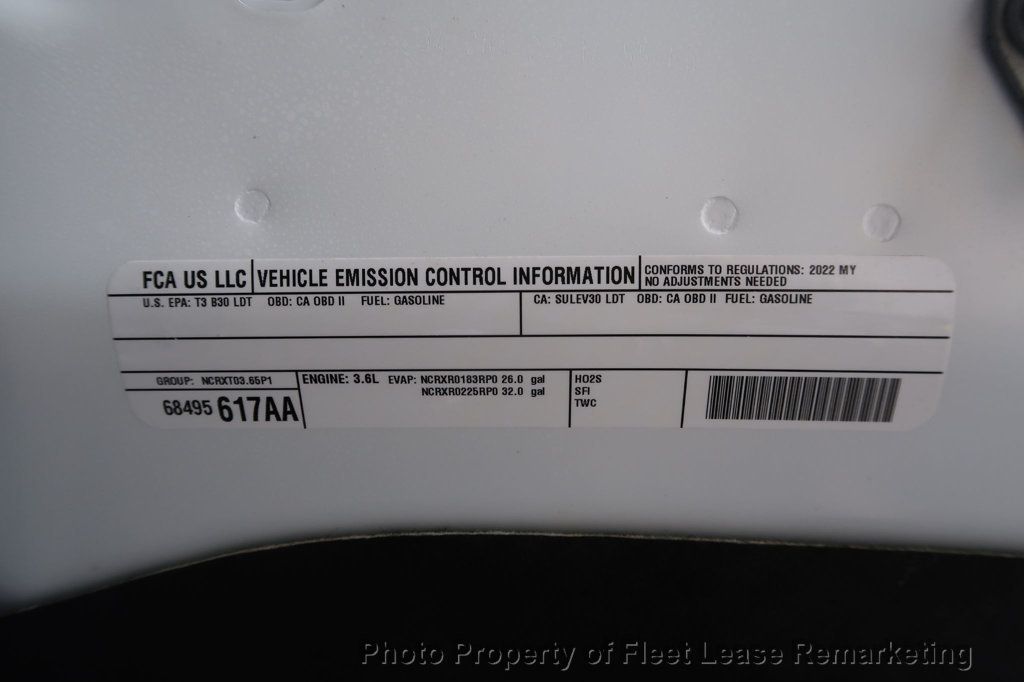 FCA US LLC VEHICLE EMISSION CONTROL INFORMATION CONFORMS TO REGULATIONS: 2022 MY
NO ADJUSTMENTS NEEDED
U.S. EPA: T3 B30 LDT OBD: CA OBD II FUEL: GASOLINE
CA: SULEV30 LDT OBD: CA OBD II FUEL: GASOLINE
GROUP: NCRXT03.65P1
68495 617AA
ENGINE: 3.6L EVAP: NCRXR0183RP0 26.0 gal
NCRXR0225RP0 32.0 gal
HO2S
SFI
TWC
Photo Property of Fleet Lease Remarketing